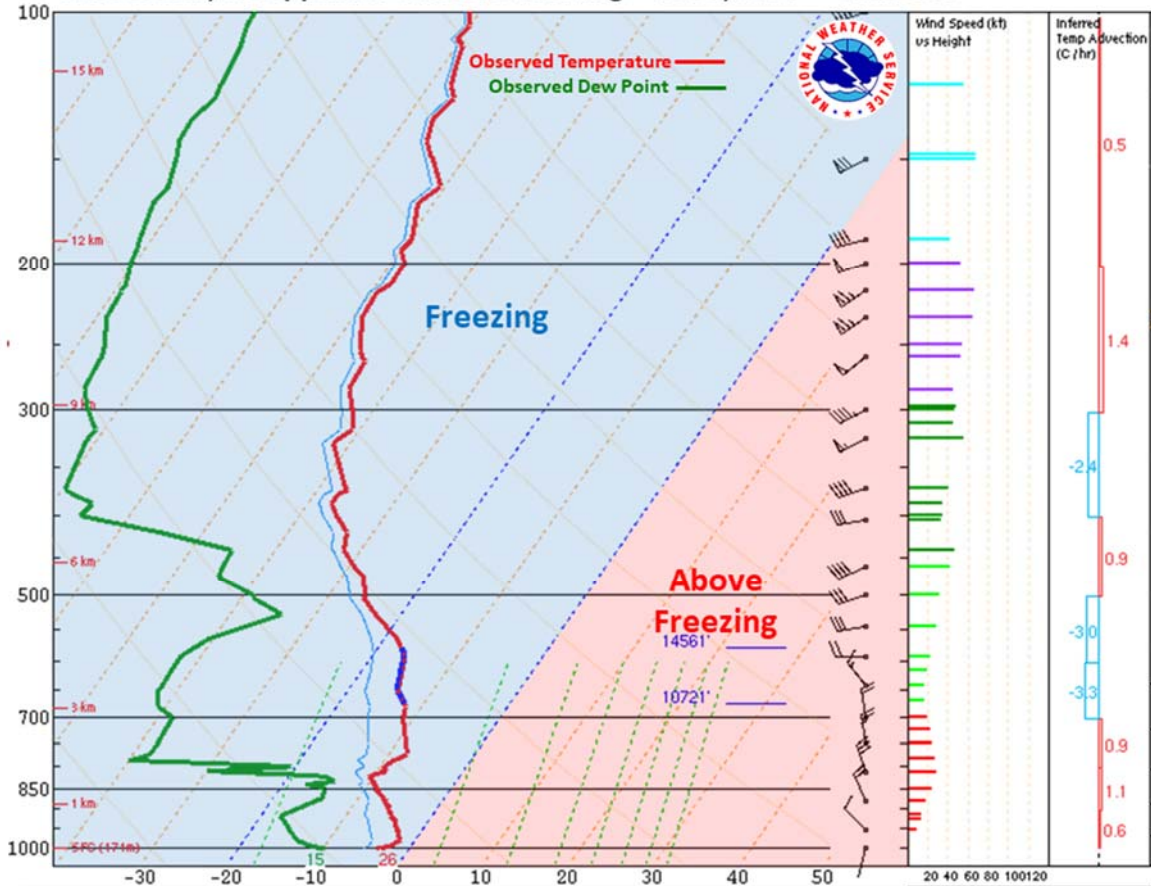 100
15 km
12 km
200
9 km
300
6 km
500
3 km
700
850
1 km
1000
SFC (171m)
Observed Temperature
Observed Dew Point
NATIONAL WEATHER SERVICE
Freezing
Above
Freezing
14561'
10721'
15
26
-30 -20 -10 0 10 20 30 40 50
Wind Speed (kt)
vs Height
20 40 60 80 100 120
Inferred
Temp Advection
(C/hr)
0.5
1.4
-2.4
0.9
-3.0
-3.3
0.9
1.1
0.6